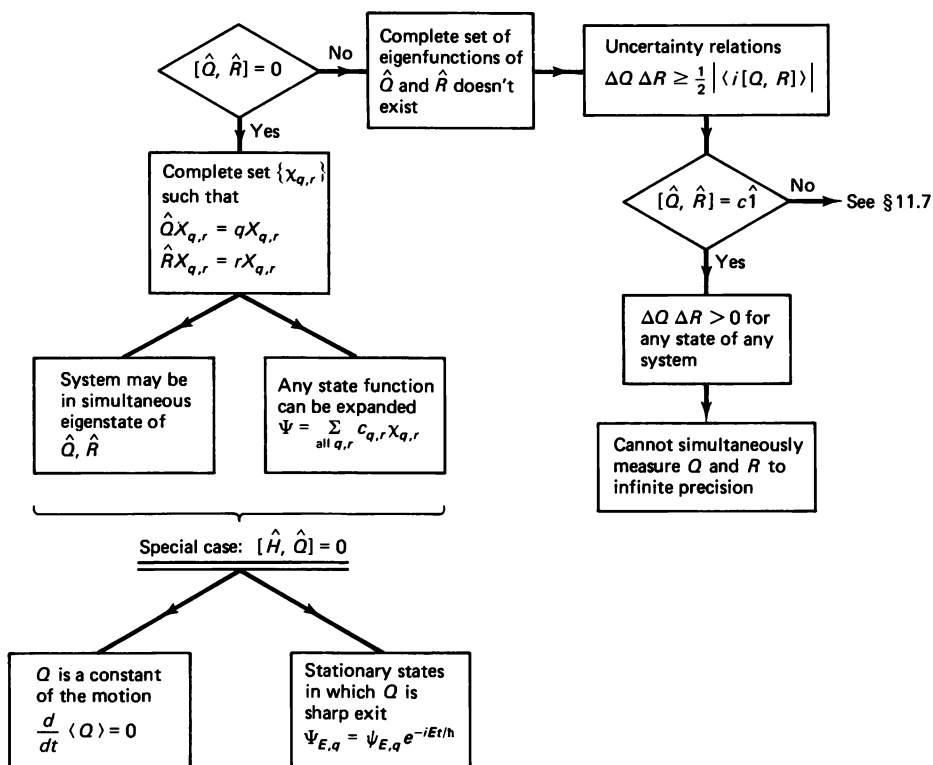 [Q̂, R̂] = 0
No
Yes
Complete set of
eigenfunctions of
Q̂ and R̂ doesn't
exist
Uncertainty relations
ΔQ ΔR ≥ ½ |⟨i[Q, R]⟩|
[Q̂, R̂] = c1̂
No
See §11.7
Yes
ΔQ ΔR > 0 for
any state of any
system
Cannot simultaneously
measure Q and R to
infinite precision
Complete set {χq,r}
such that
Q̂Xq,r = qXq,r
R̂Xq,r = rXq,r
System may be
in simultaneous
eigenstate of
Q̂, R̂
Any state function
can be expanded
Ψ = Σ cq,r χq,r
all q,r
Special case: [Ĥ, Q̂] = 0
Q is a constant
of the motion
d/dt ⟨Q⟩ = 0
Stationary states
in which Q is
sharp exit
ΨE,q = ψE,q e^−iEt/ħ